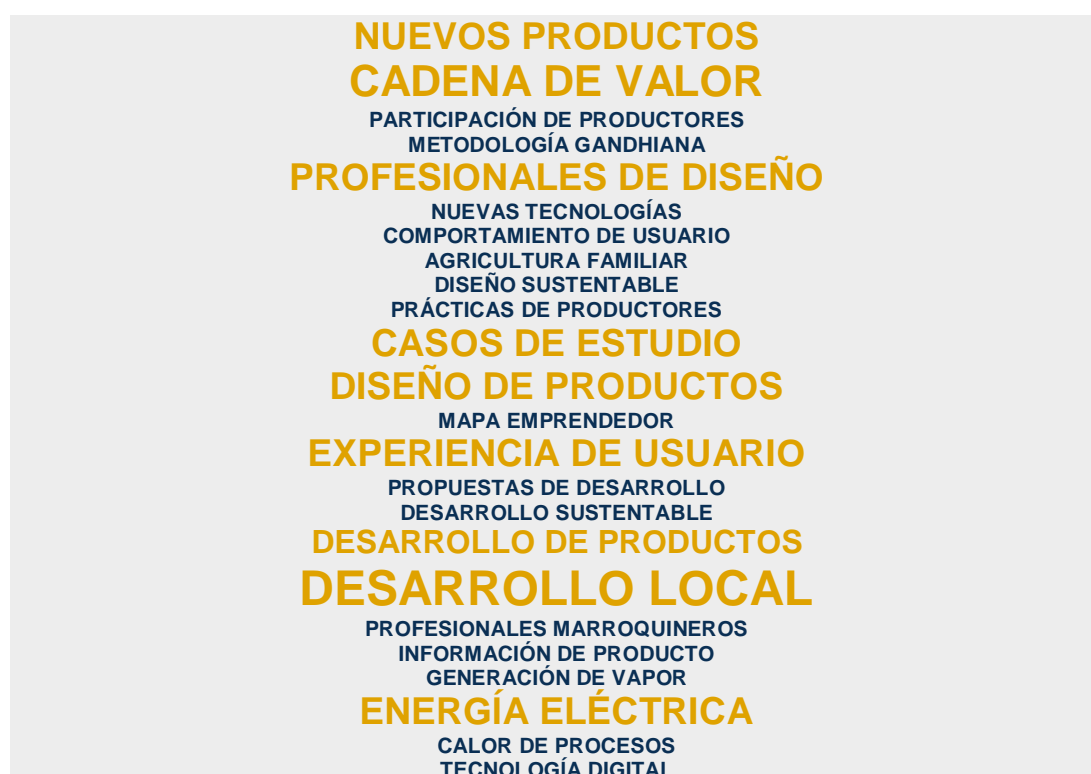 NUEVOS PRODUCTOS
CADENA DE VALOR
PARTICIPACIÓN DE PRODUCTORES
METODOLOGÍA GANDHIANA
PROFESIONALES DE DISEÑO
NUEVAS TECNOLOGÍAS
COMPORTAMIENTO DE USUARIO
AGRICULTURA FAMILIAR
DISEÑO SUSTENTABLE
PRÁCTICAS DE PRODUCTORES
CASOS DE ESTUDIO
DISEÑO DE PRODUCTOS
MAPA EMPRENDEDOR
EXPERIENCIA DE USUARIO
PROPUESTAS DE DESARROLLO
DESARROLLO SUSTENTABLE
DESARROLLO DE PRODUCTOS
DESARROLLO LOCAL
PROFESIONALES MARROQUINEROS
INFORMACIÓN DE PRODUCTO
GENERACIÓN DE VAPOR
ENERGÍA ELÉCTRICA
CALOR DE PROCESOS
TECNOLOGÍA DIGITAL